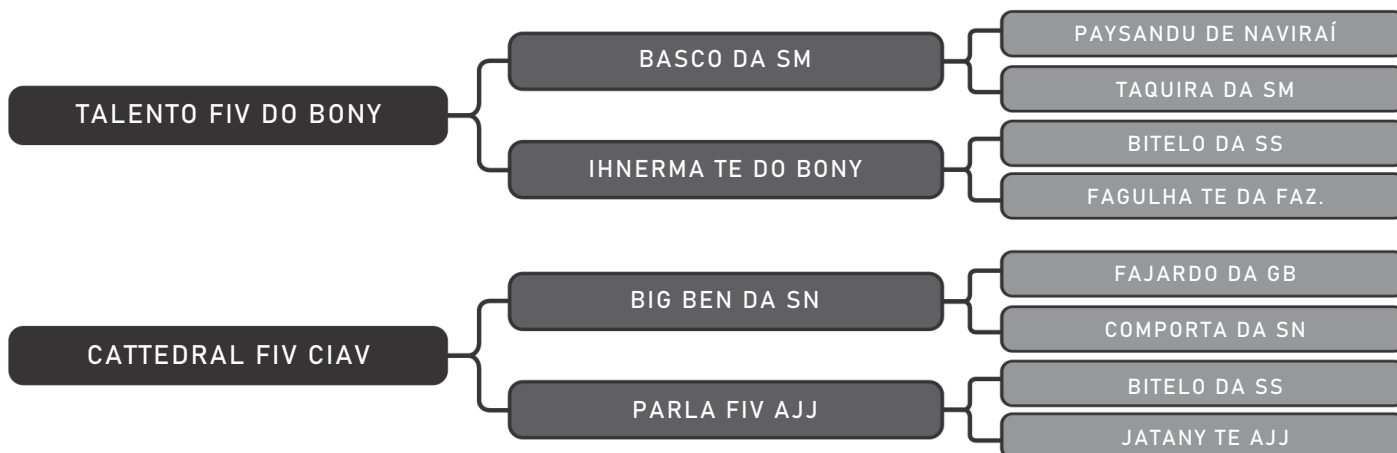 TALENTO FIV DO BONY
BASCO DA SM
PAYSANDU DE NAVIRAÍ
TAQUIRA DA SM
IHNERMA TE DO BONY
BITELO DA SS
FAGULHA TE DA FAZ.
CATTEDRAL FIV CIAV
BIG BEN DA SN
FAJARDO DA GB
COMPORTA DA SN
PARLA FIV AJJ
BITELO DA SS
JATANY TE AJJ